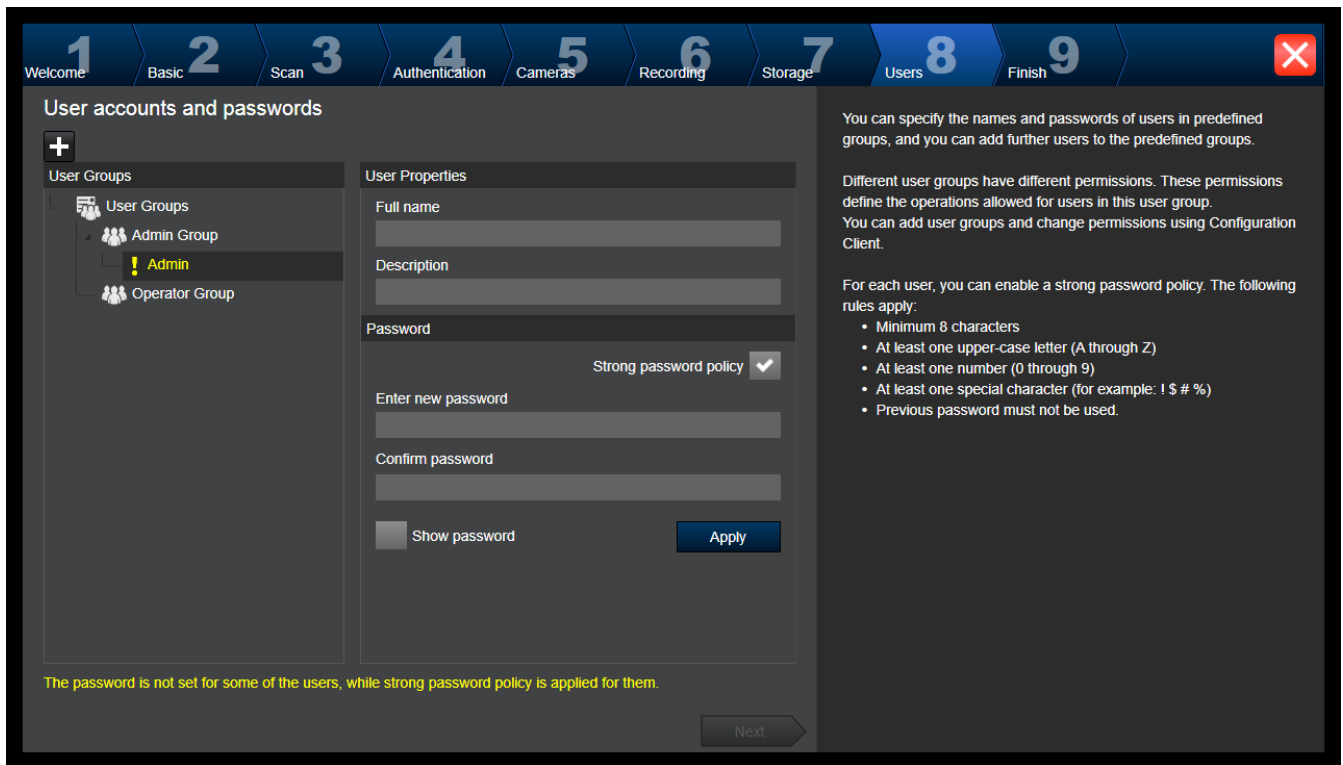 1 Welcome
2 Basic
3 Scan
4 Authentication
5 Cameras
6 Recording
7 Storage
8 Users
9 Finish
User accounts and passwords
User Groups
User Groups
Admin Group
Admin
Operator Group
User Properties
Full name
Description
Password
Strong password policy
Enter new password
Confirm password
Show password
Apply
The password is not set for some of the users, while strong password policy is applied for them.
Next
You can specify the names and passwords of users in predefined
groups, and you can add further users to the predefined groups.
Different user groups have different permissions. These permissions
define the operations allowed for users in this user group.
You can add user groups and change permissions using Configuration
Client.
For each user, you can enable a strong password policy. The following
rules apply:
• Minimum 8 characters
• At least one upper-case letter (A through Z)
• At least one number (0 through 9)
• At least one special character (for example: ! $ # %)
• Previous password must not be used.